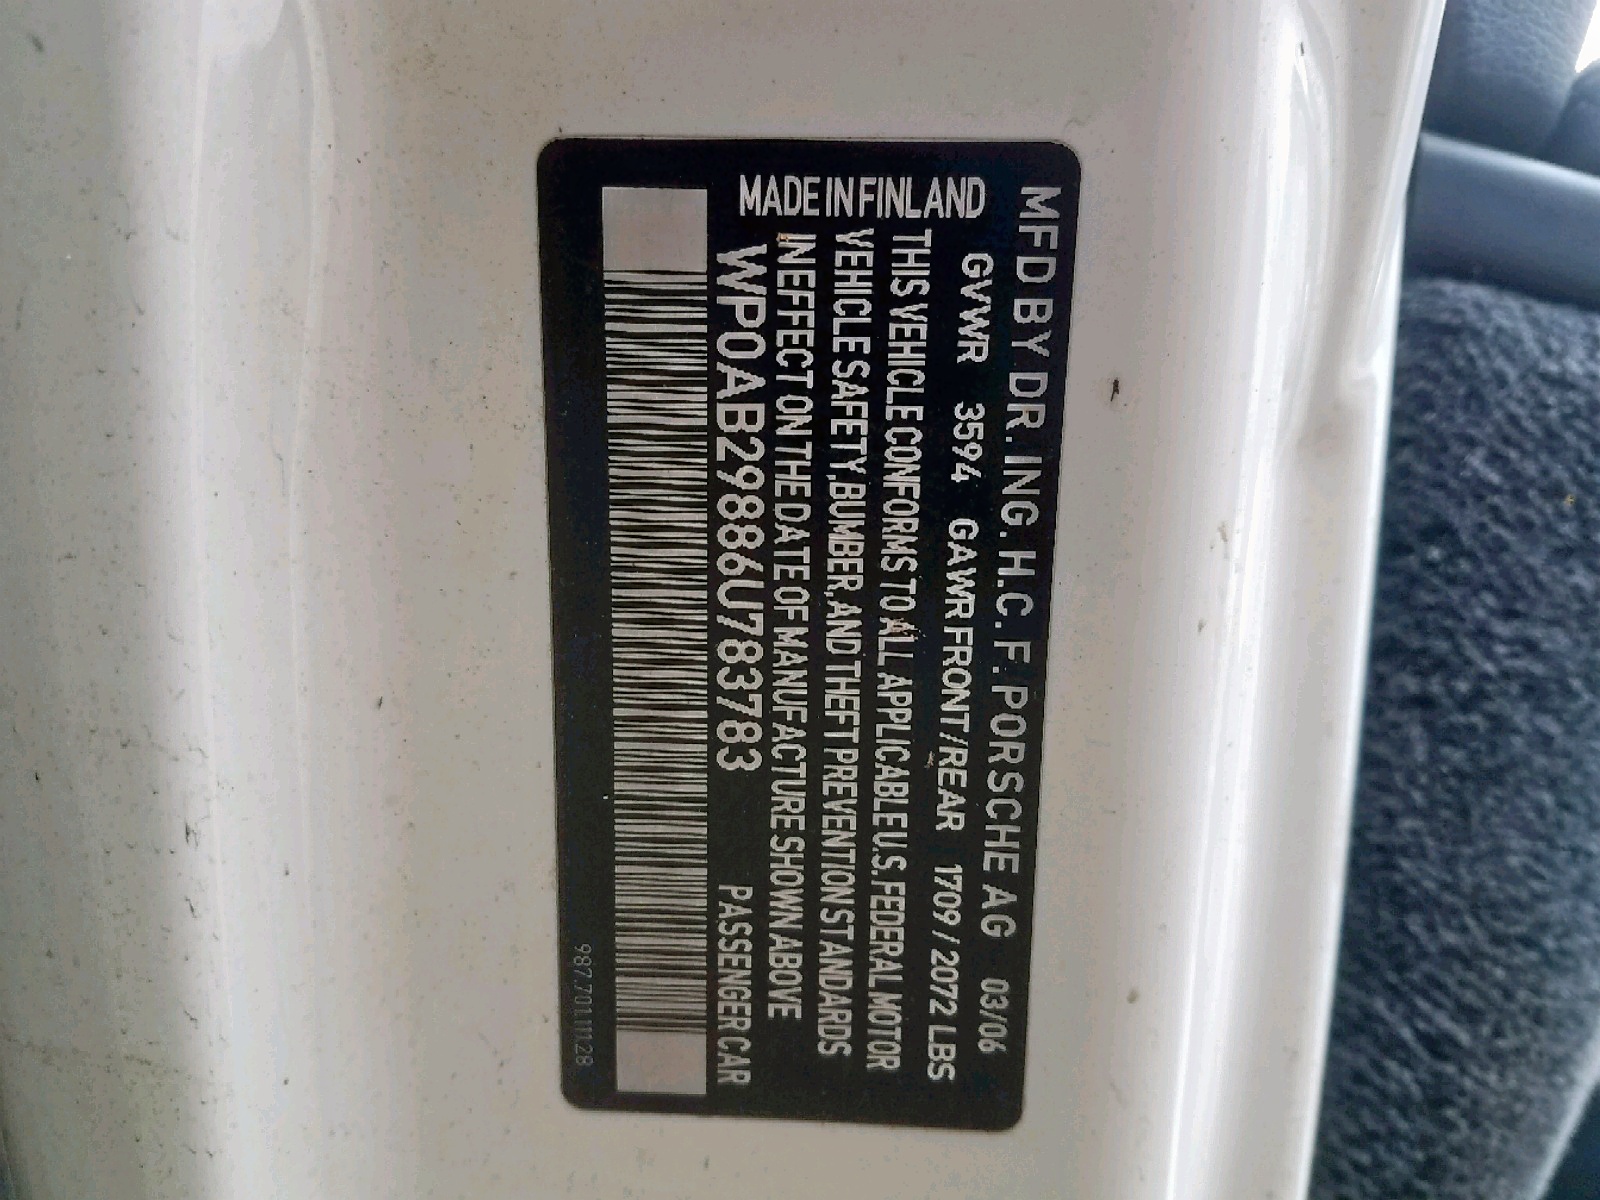 MFD BY DR. ING. H.C. F. PORSCHE AG 03/06
GVWR 3594 GAWR FRONT/REAR 1709/2072 LBS
THIS VEHICLE CONFORMS TO ALL APPLICABLE U.S. FEDERAL MOTOR
VEHICLE SAFETY, BUMBER, AND THEFT PREVENTION STANDARDS
IN EFFECT ON THE DATE OF MANUFACTURE SHOWN ABOVE
MADE IN FINLAND
WP0AB29886U783783 PASSENGER CAR
987.701.111.28